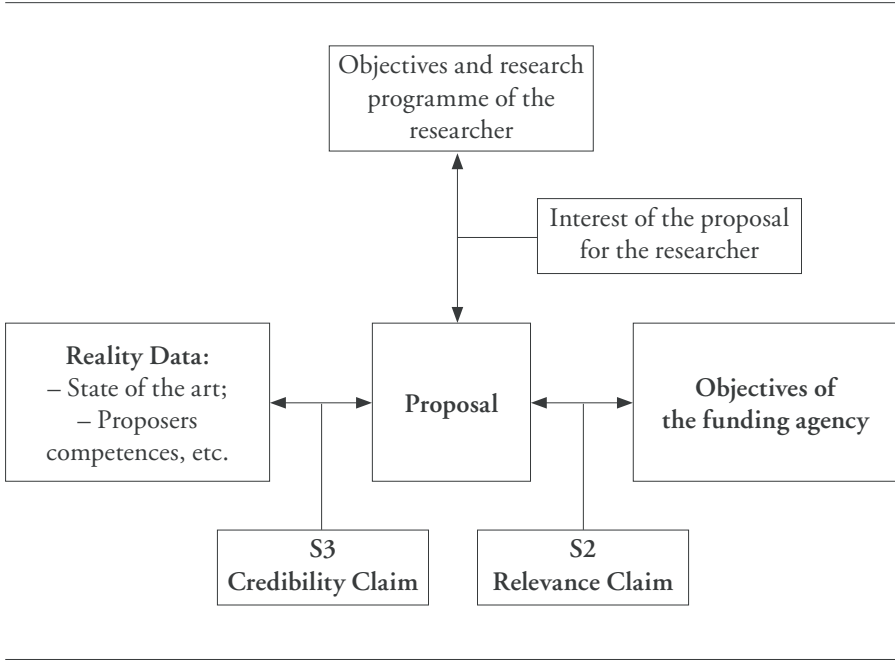 Objectives and research
programme of the
researcher
Interest of the proposal
for the researcher
Reality Data:
– State of the art;
– Proposers
competences, etc.
Proposal
Objectives of
the funding agency
S3
Credibility Claim
S2
Relevance Claim